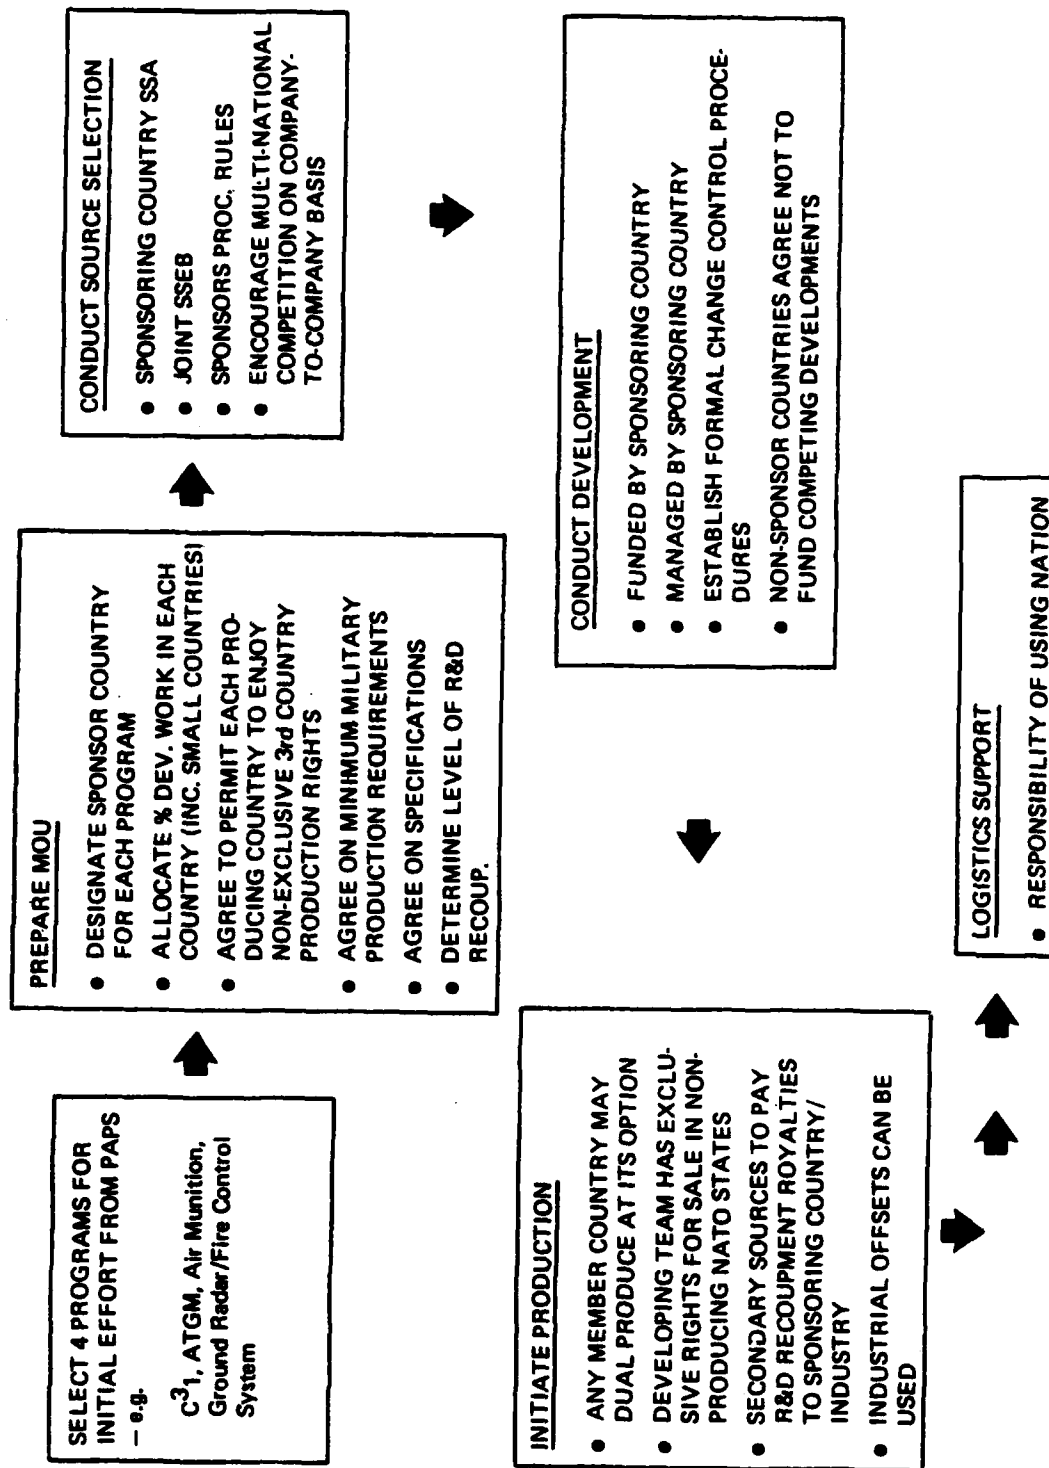 SELECT 4 PROGRAMS FOR
INITIAL EFFORT FROM PAPS
— e.g.
C³1, ATGM, Air Munition,
Ground Radar/Fire Control
System
PREPARE MOU
● DESIGNATE SPONSOR COUNTRY
FOR EACH PROGRAM
● ALLOCATE % DEV. WORK IN EACH
COUNTRY (INC. SMALL COUNTRIES)
● AGREE TO PERMIT EACH PRO-
DUCING COUNTRY TO ENJOY
NON-EXCLUSIVE 3rd COUNTRY
PRODUCTION RIGHTS
● AGREE ON MINIMUM MILITARY
PRODUCTION REQUIREMENTS
● AGREE ON SPECIFICATIONS
● DETERMINE LEVEL OF R&D
RECOUP.
CONDUCT SOURCE SELECTION
● SPONSORING COUNTRY SSA
● JOINT SSEB
● SPONSORS PROC. RULES
● ENCOURAGE MULTI-NATIONAL
COMPETITION ON COMPANY-
TO-COMPANY BASIS
CONDUCT DEVELOPMENT
● FUNDED BY SPONSORING COUNTRY
● MANAGED BY SPONSORING COUNTRY
● ESTABLISH FORMAL CHANGE CONTROL PROCE-
DURES
● NON-SPONSOR COUNTRIES AGREE NOT TO
FUND COMPETING DEVELOPMENTS
INITIATE PRODUCTION
● ANY MEMBER COUNTRY MAY
DUAL PRODUCE AT ITS OPTION
● DEVELOPING TEAM HAS EXCLU-
SIVE RIGHTS FOR SALE IN NON-
PRODUCING NATO STATES
● SECONDARY SOURCES TO PAY
R&D RECOUPMENT ROYALTIES
TO SPONSORING COUNTRY/
INDUSTRY
● INDUSTRIAL OFFSETS CAN BE
USED
LOGISTICS SUPPORT
● RESPONSIBILITY OF USING NATION